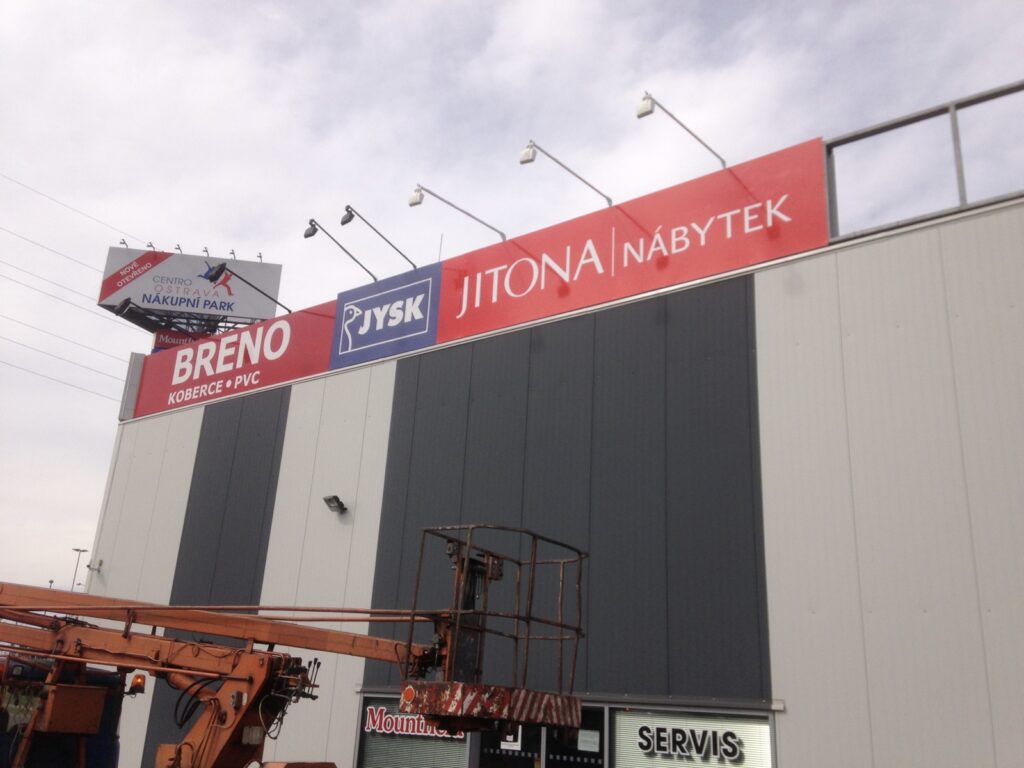 NOVĚ
OTEVŘENO
CENTRO
OSTRAVA
NÁKUPNÍ PARK
BRENO
KOBERCE • PVC
JYSK
JITONA | NÁBYTEK
SERVIS